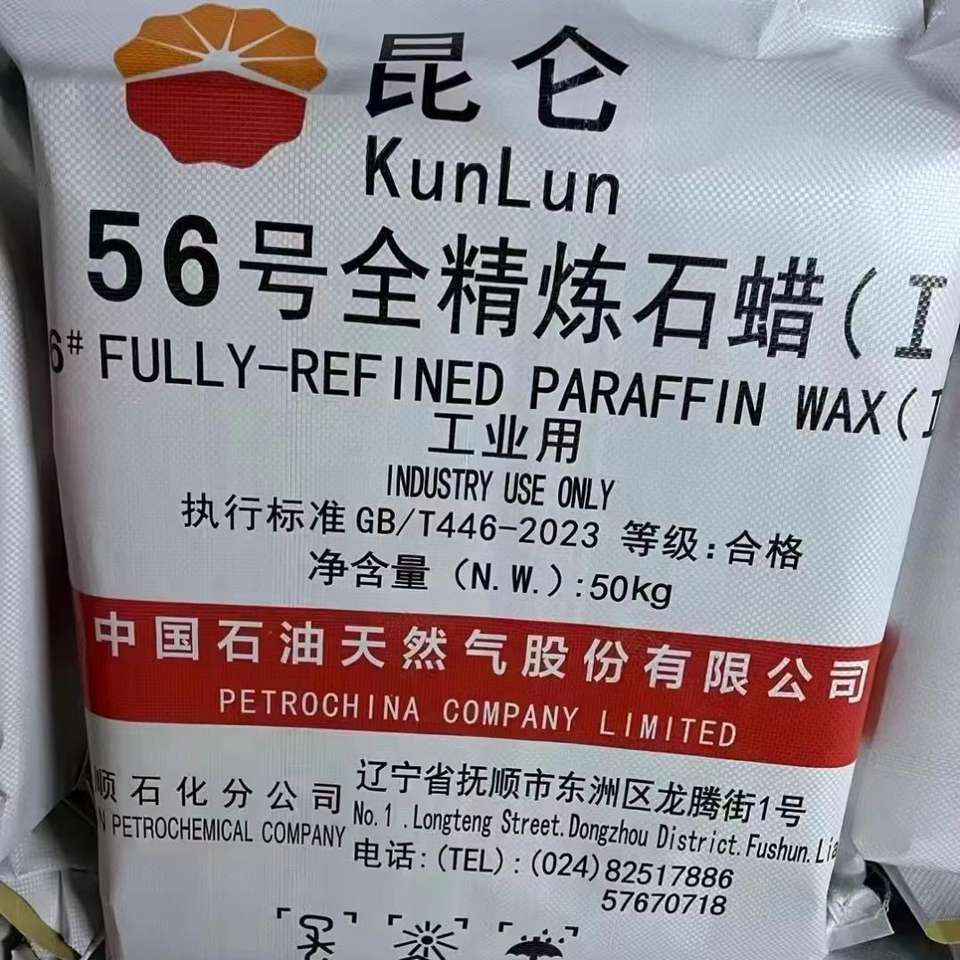 昆仑
KunLun
56号全精炼石蜡(I
6# FULLY-REFINED PARAFFIN WAX(I
工业用
INDUSTRY USE ONLY
执行标准 GB/T446-2023 等级:合格
净含量 (N.W.):50kg
中国石油天然气股份有限公司
PETROCHINA COMPANY LIMITED
顺石化分公司
N PETROCHEMICAL COMPANY
辽宁省抚顺市东洲区龙腾街1号
No.1 .Longteng Street.Dongzhou District.Fushun.Lia
电话:(TEL):(024)82517886
57670718